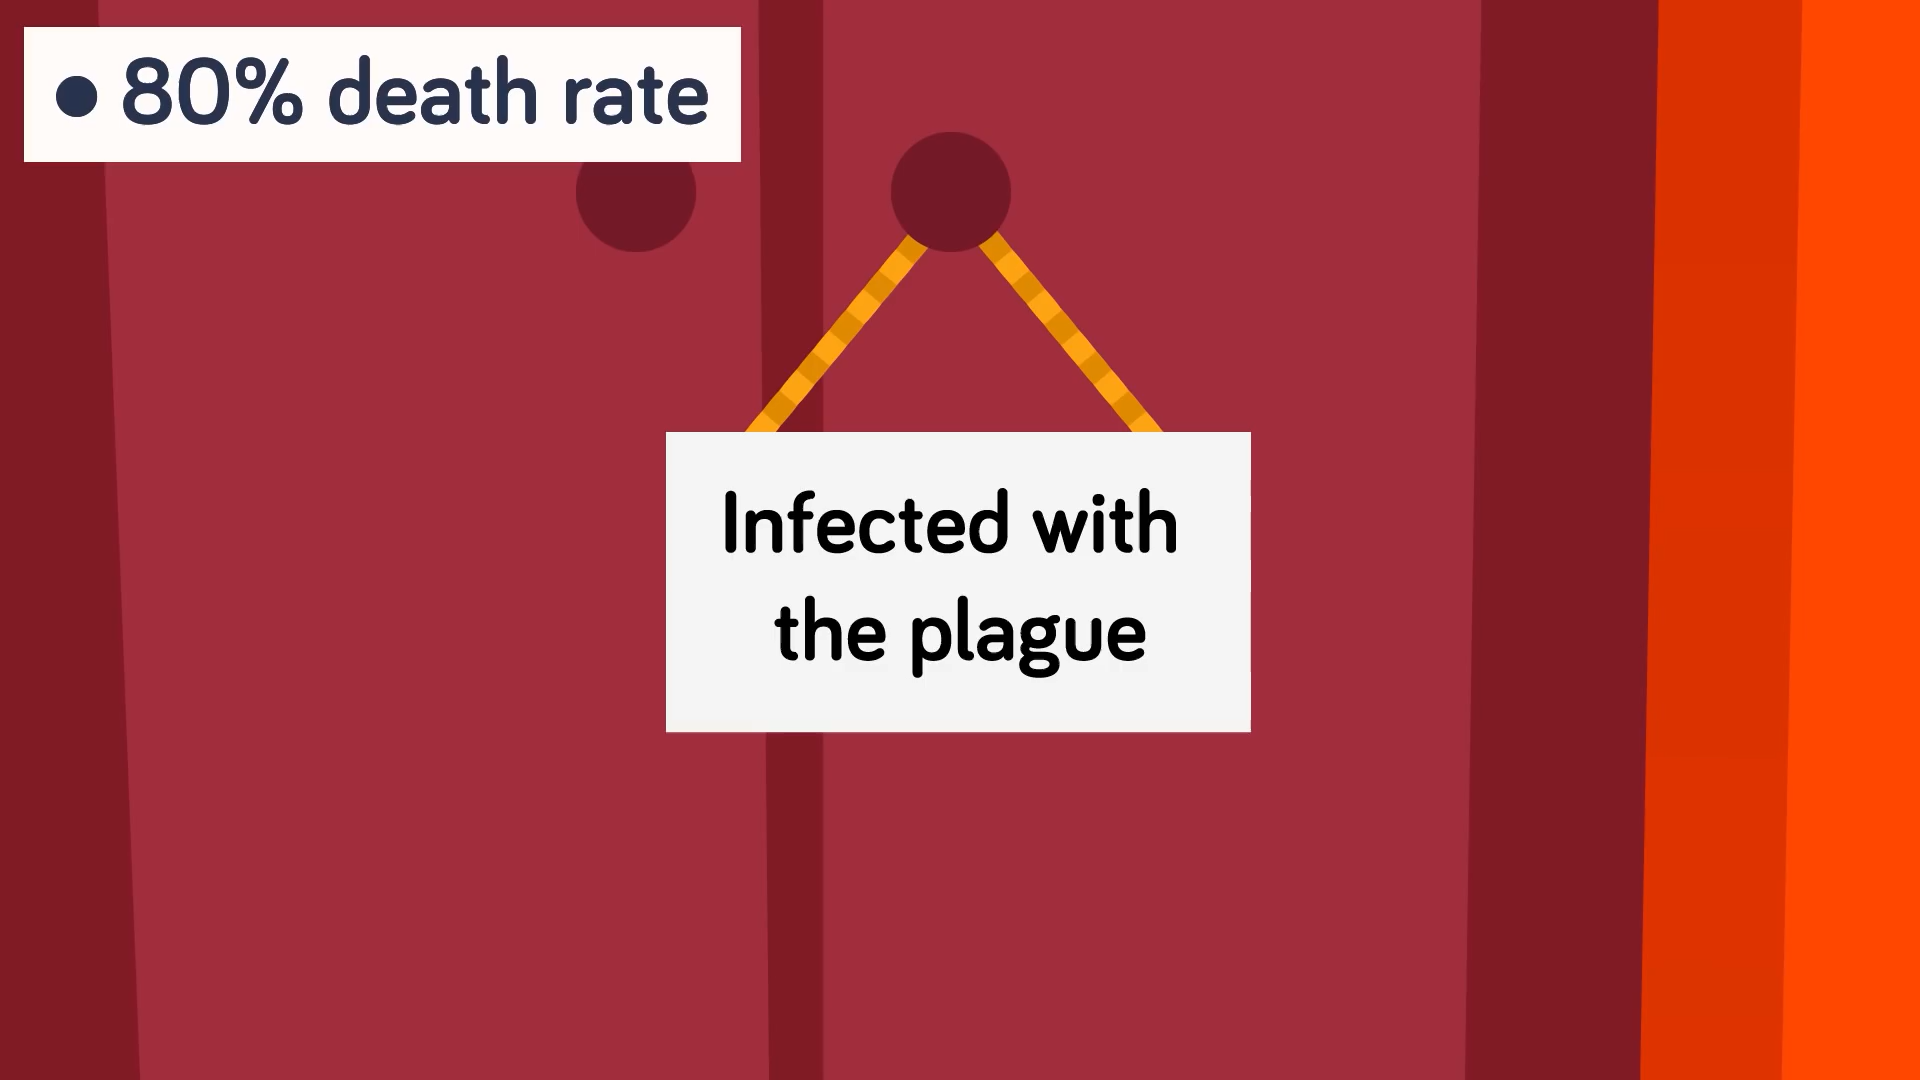 • 80% death rate
Infected with
the plague